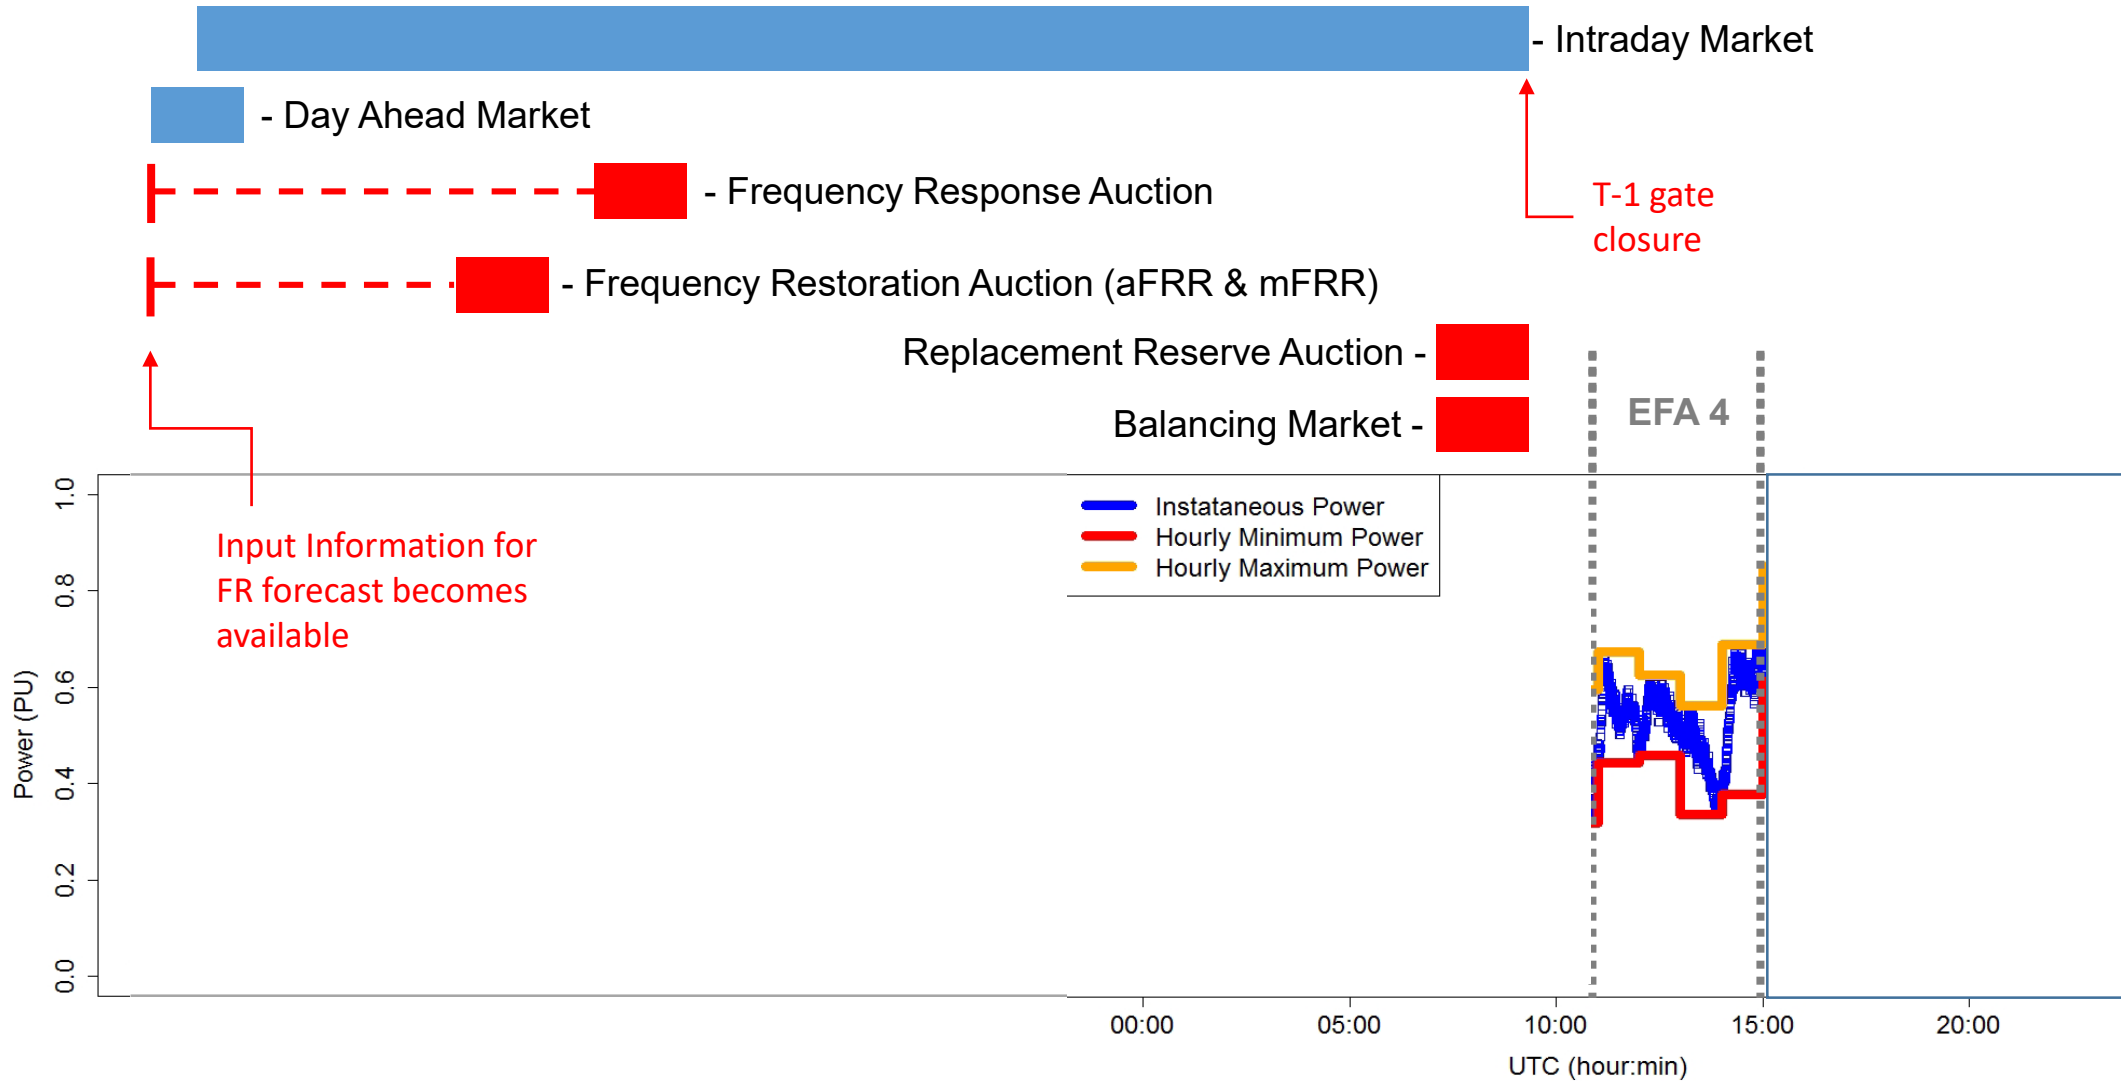 - Intraday Market
- Day Ahead Market
- Frequency Response Auction
T-1 gate
closure
- Frequency Restoration Auction (aFRR & mFRR)
Replacement Reserve Auction -
Balancing Market -
EFA 4
Input Information for
FR forecast becomes
available
Instataneous Power
Hourly Minimum Power
Hourly Maximum Power
Power (PU)
1.0
0.8
0.6
0.4
0.2
0.0
00:00
05:00
10:00
15:00
20:00
UTC (hour:min)